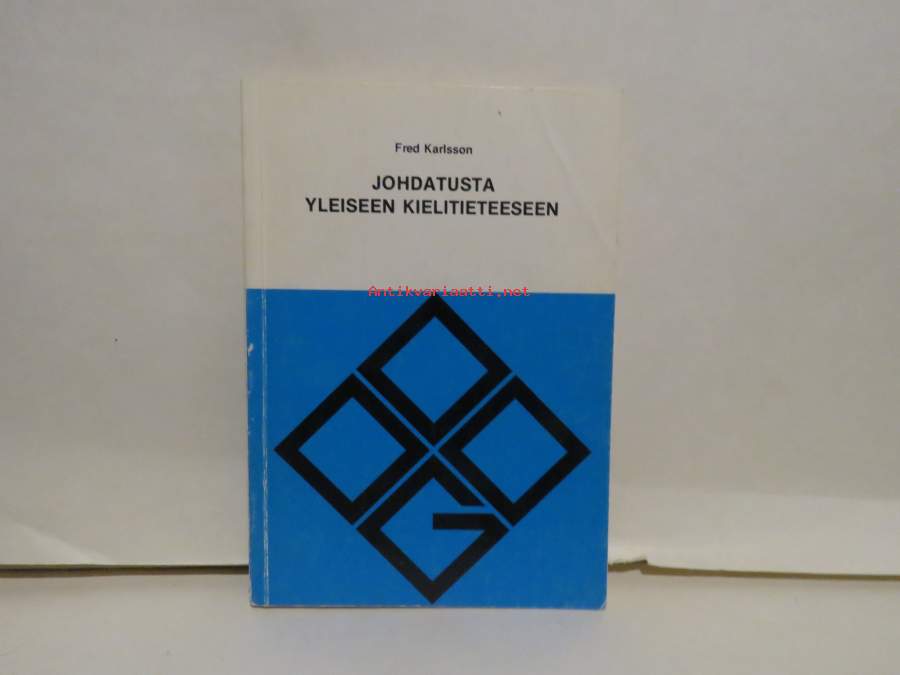 Fred Karlsson
JOHDATUSTA
YLEISEEN KIELITIETEESEEN
Antikvariaatti.net
G